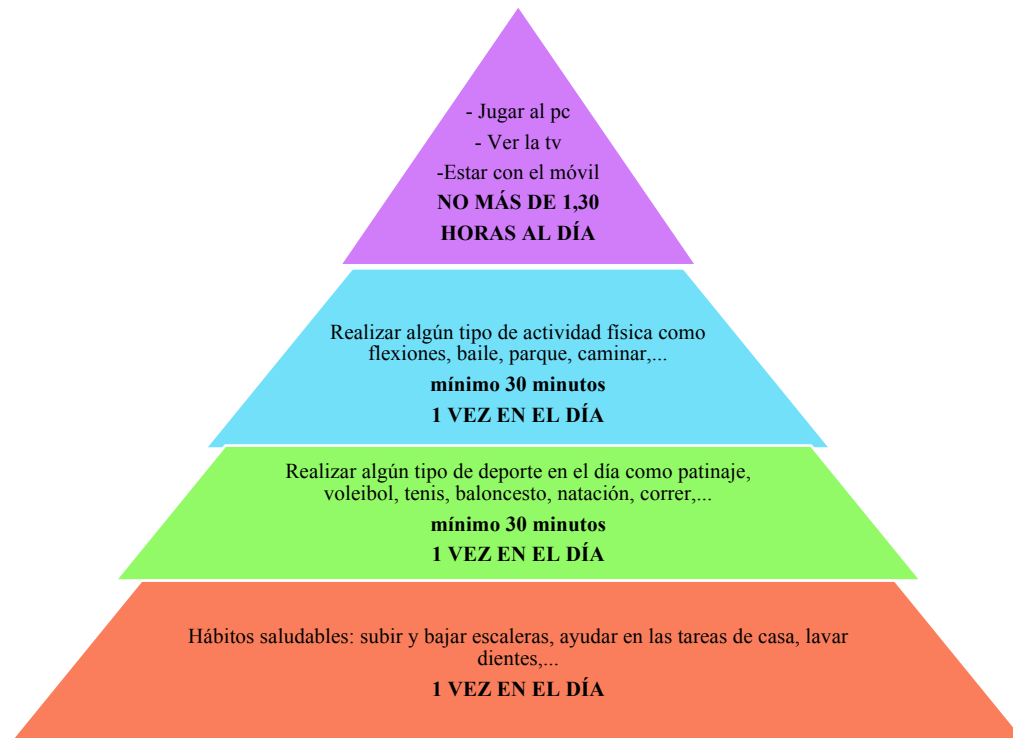 - Jugar al pc
- Ver la tv
-Estar con el móvil
NO MÁS DE 1,30
HORAS AL DÍA
Realizar algún tipo de actividad física como
flexiones, baile, parque, caminar,...
mínimo 30 minutos
1 VEZ EN EL DÍA
Realizar algún tipo de deporte en el día como patinaje,
voleibol, tenis, baloncesto, natación, correr,...
mínimo 30 minutos
1 VEZ EN EL DÍA
Hábitos saludables: subir y bajar escaleras, ayudar en las tareas de casa, lavar
dientes,...
1 VEZ EN EL DÍA